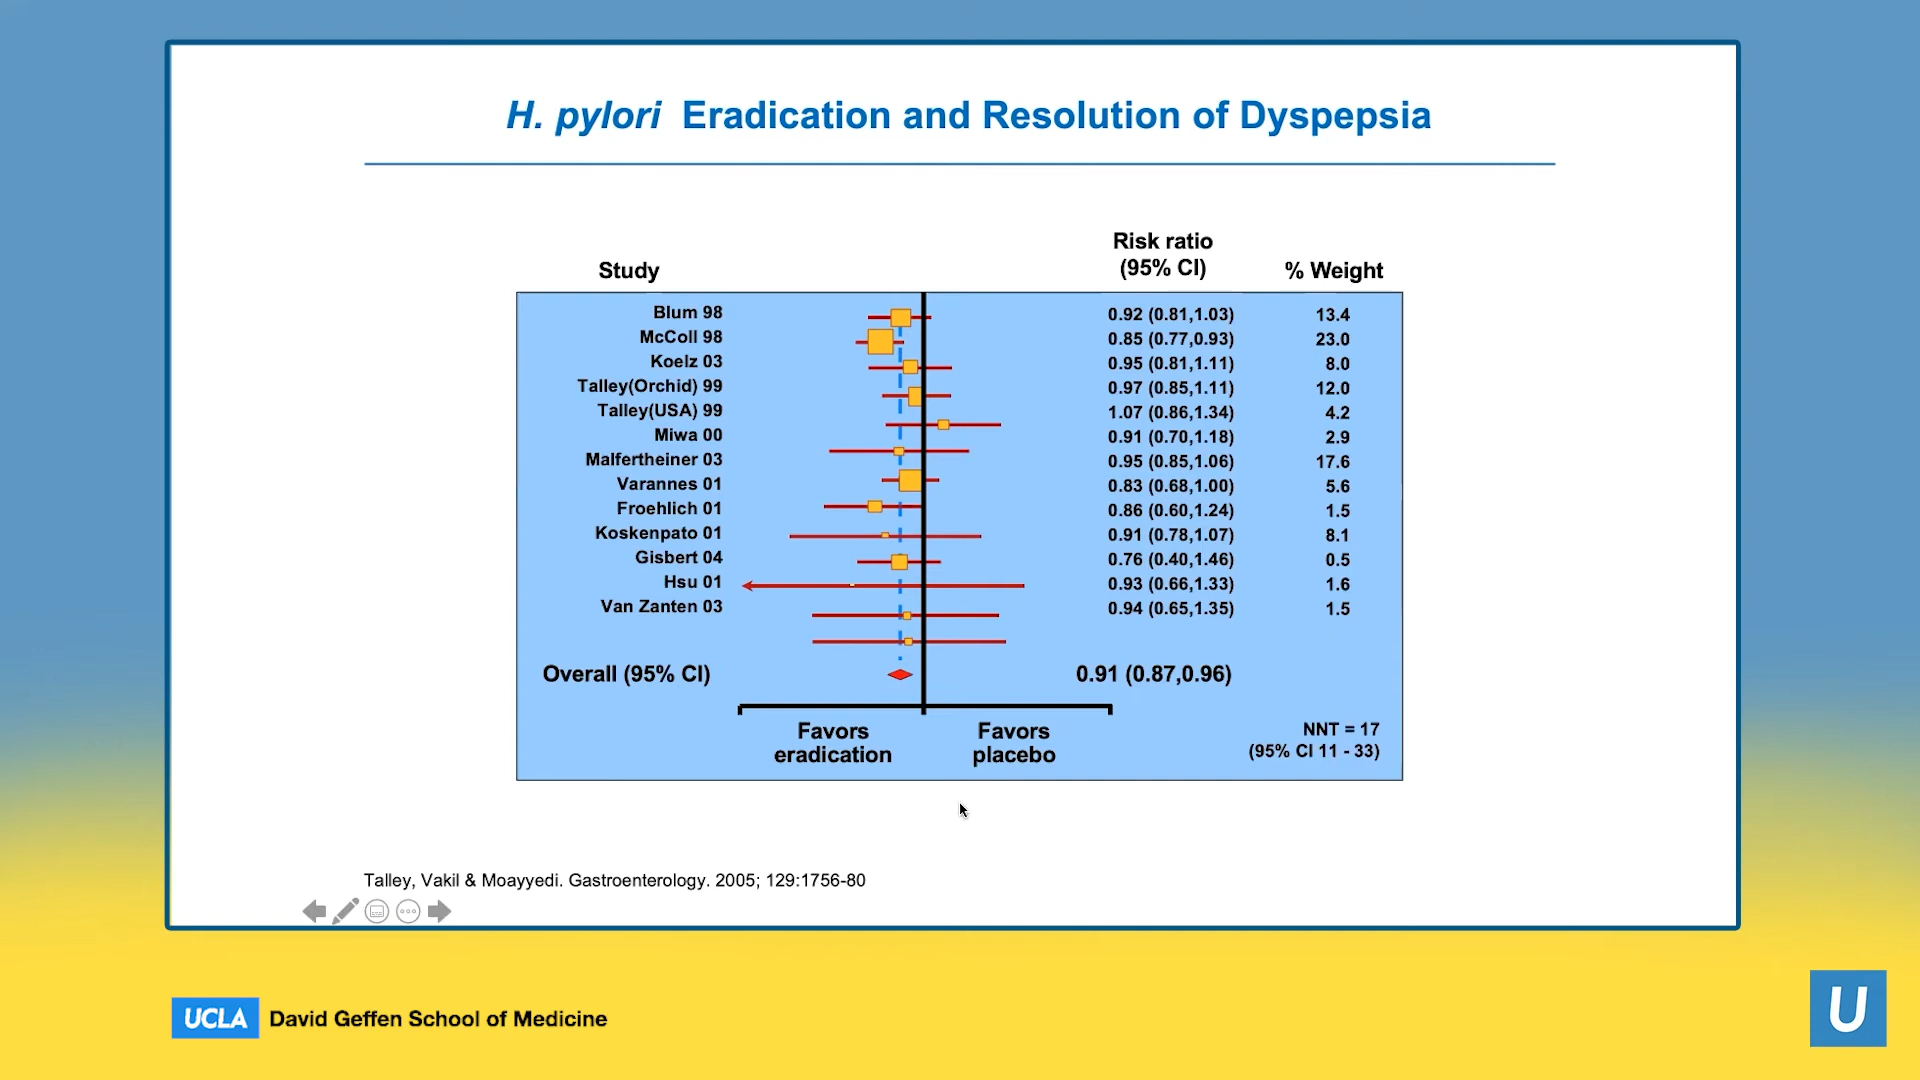 H. pylori Eradication and Resolution of Dyspepsia
Study
Risk ratio
(95% CI)
% Weight
Blum 98 0.92 (0.81,1.03) 13.4
McColl 98 0.85 (0.77,0.93) 23.0
Koelz 03 0.95 (0.81,1.11) 8.0
Talley(Orchid) 99 0.97 (0.85,1.11) 12.0
Talley(USA) 99 1.07 (0.86,1.34) 4.2
Miwa 00 0.91 (0.70,1.18) 2.9
Malfertheiner 03 0.95 (0.85,1.06) 17.6
Varannes 01 0.83 (0.68,1.00) 5.6
Froehlich 01 0.86 (0.60,1.24) 1.5
Koskenpato 01 0.91 (0.78,1.07) 8.1
Gisbert 04 0.76 (0.40,1.46) 0.5
Hsu 01 0.93 (0.66,1.33) 1.6
Van Zanten 03 0.94 (0.65,1.35) 1.5
Overall (95% CI) 0.91 (0.87,0.96)
Favors
eradication
Favors
placebo
NNT = 17
(95% CI 11 - 33)
Talley, Vakil & Moayyedi. Gastroenterology. 2005; 129:1756-80
UCLA David Geffen School of Medicine
U